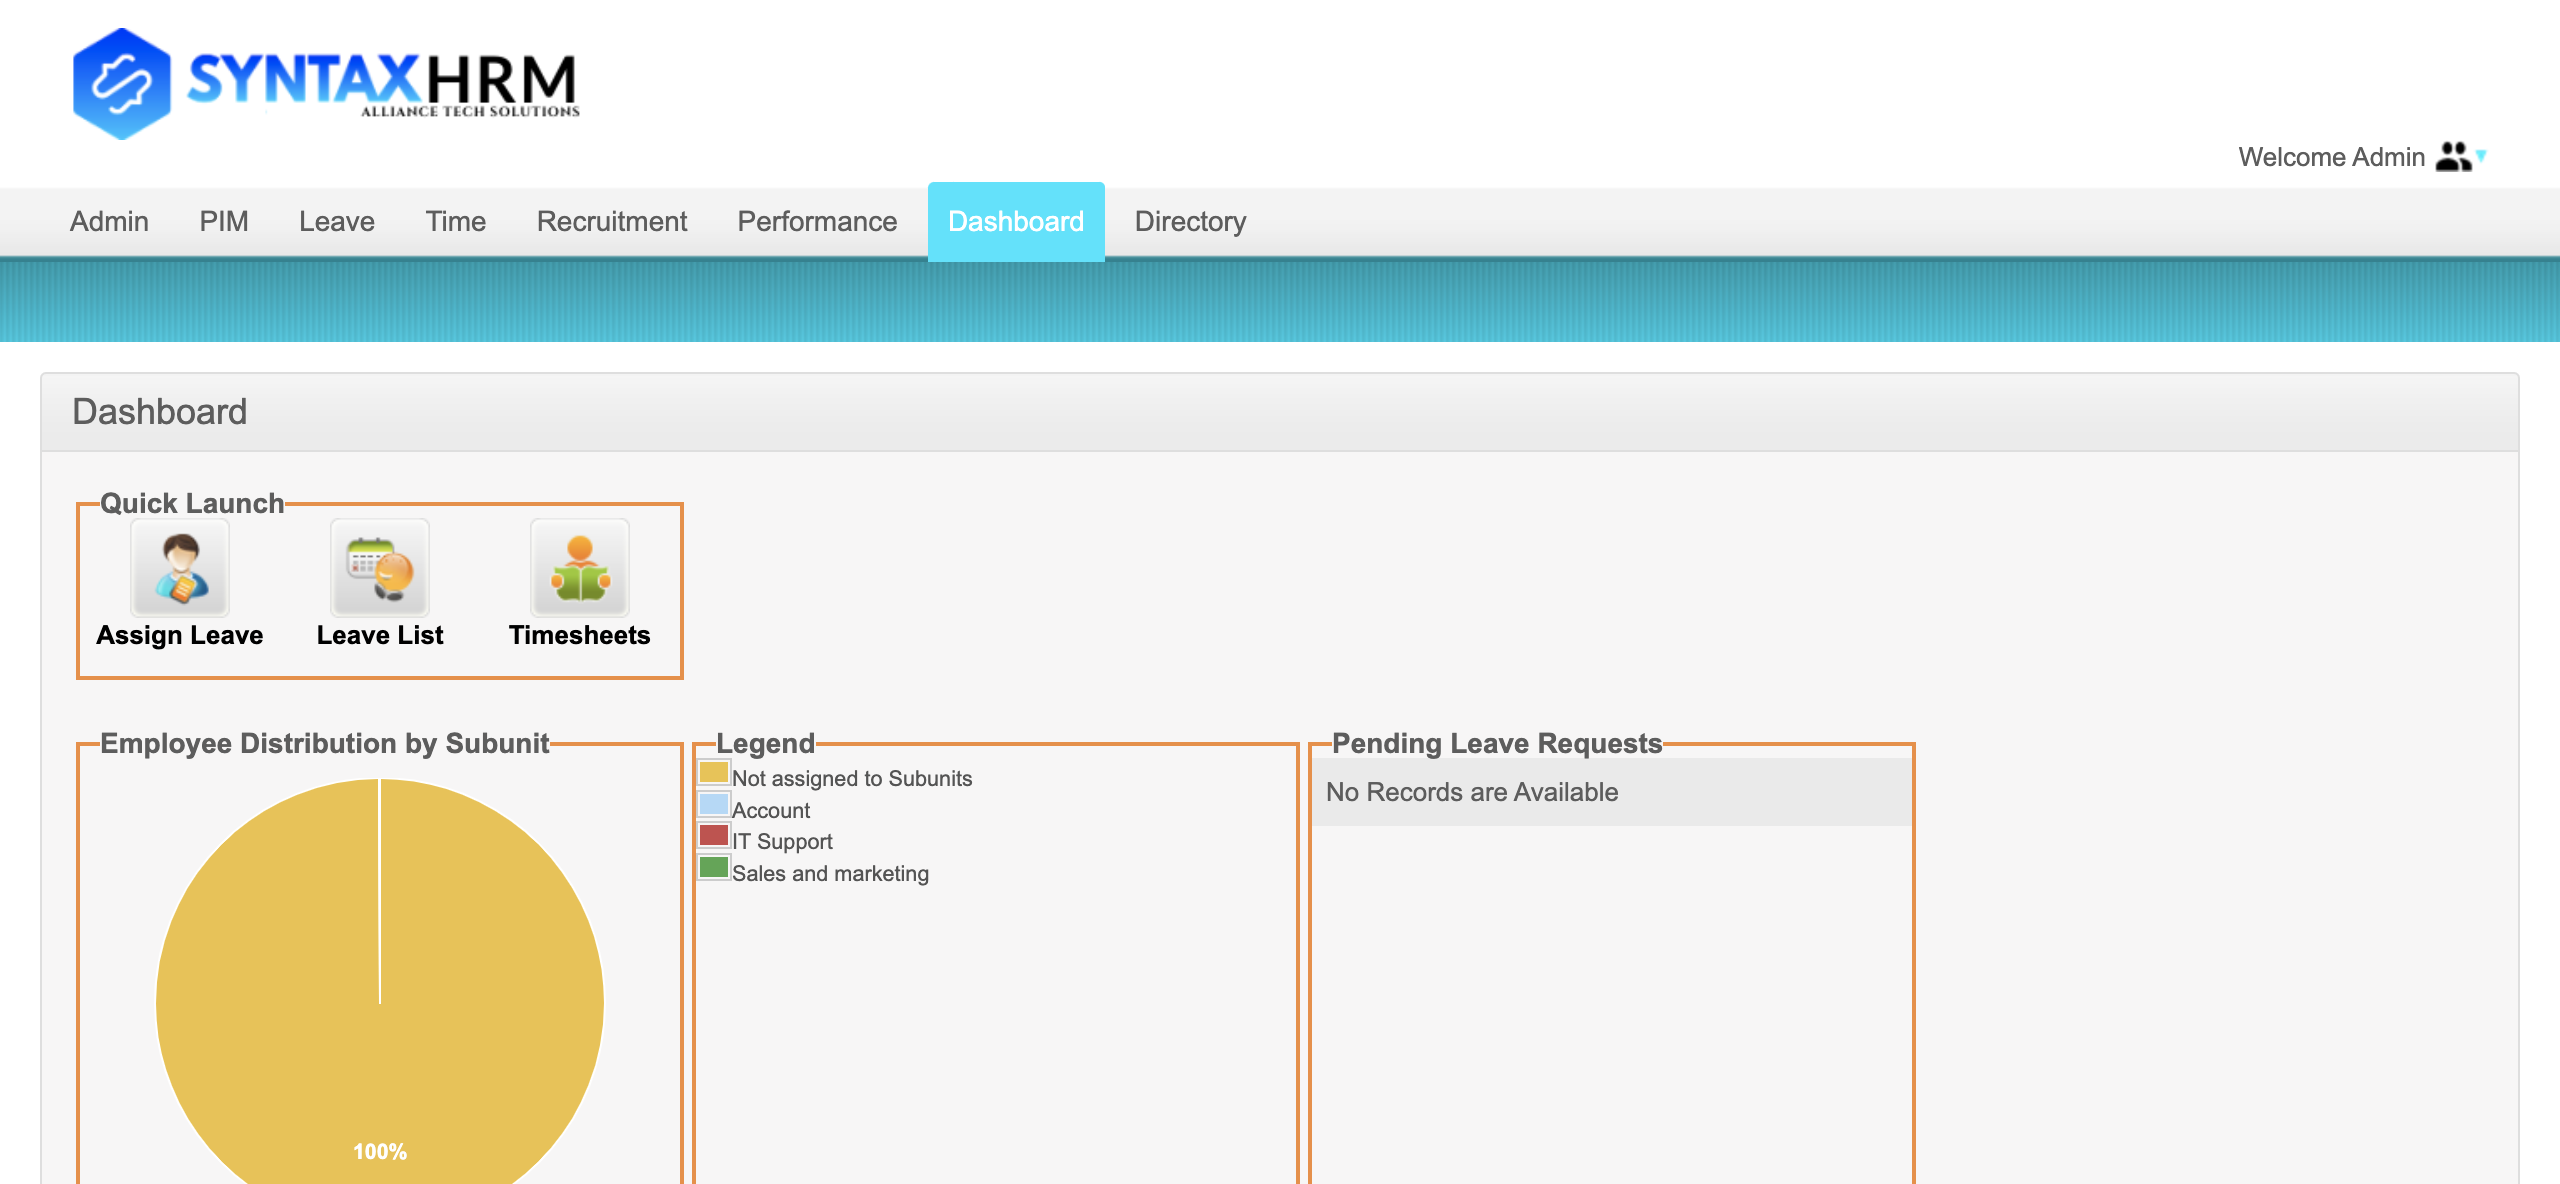 SYNTAXHRM
ALLIANCE TECH SOLUTIONS
Welcome Admin
Admin PIM Leave Time Recruitment Performance Dashboard Directory
Dashboard
Quick Launch
Assign Leave Leave List Timesheets
Employee Distribution by Subunit
100%
Legend
Not assigned to Subunits
Account
IT Support
Sales and marketing
Pending Leave Requests
No Records are Available